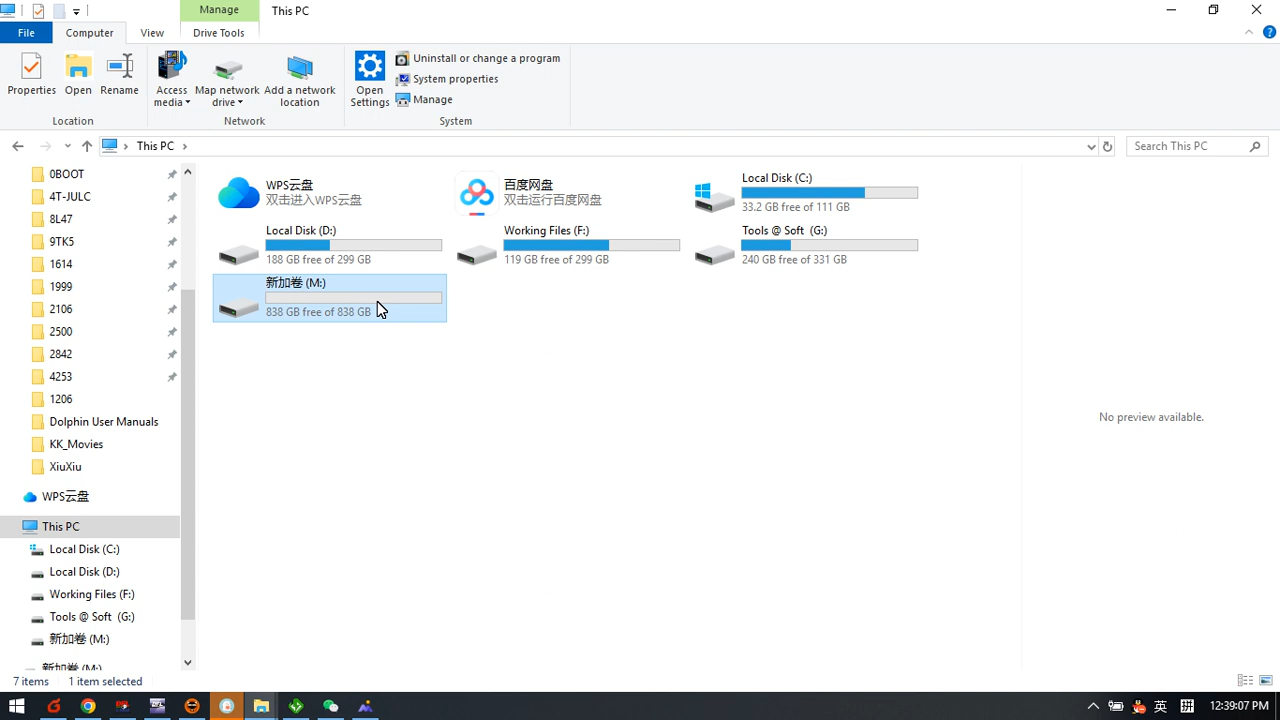 Manage
This PC
File
Computer
View
Drive Tools
Properties
Open
Rename
Access media
Map network drive
Add a network location
Open Settings
Uninstall or change a program
System properties
Manage
Location
Network
System
This PC
Search This PC
0BOOT
4T-JULC
8L47
9TK5
1614
1999
2106
2500
2842
4253
1206
Dolphin User Manuals
KK_Movies
XiuXiu
WPS云盘
This PC
Local Disk (C:)
Local Disk (D:)
Working Files (F:)
Tools @ Soft (G:)
新加卷 (M:)
新加卷 (M:)
WPS云盘
双击进入WPS云盘
百度网盘
双击运行百度网盘
Local Disk (C:)
33.2 GB free of 111 GB
Local Disk (D:)
188 GB free of 299 GB
Working Files (F:)
119 GB free of 299 GB
Tools @ Soft (G:)
240 GB free of 331 GB
新加卷 (M:)
838 GB free of 838 GB
No preview available.
7 items
1 item selected
英
拼
12:39:07 PM